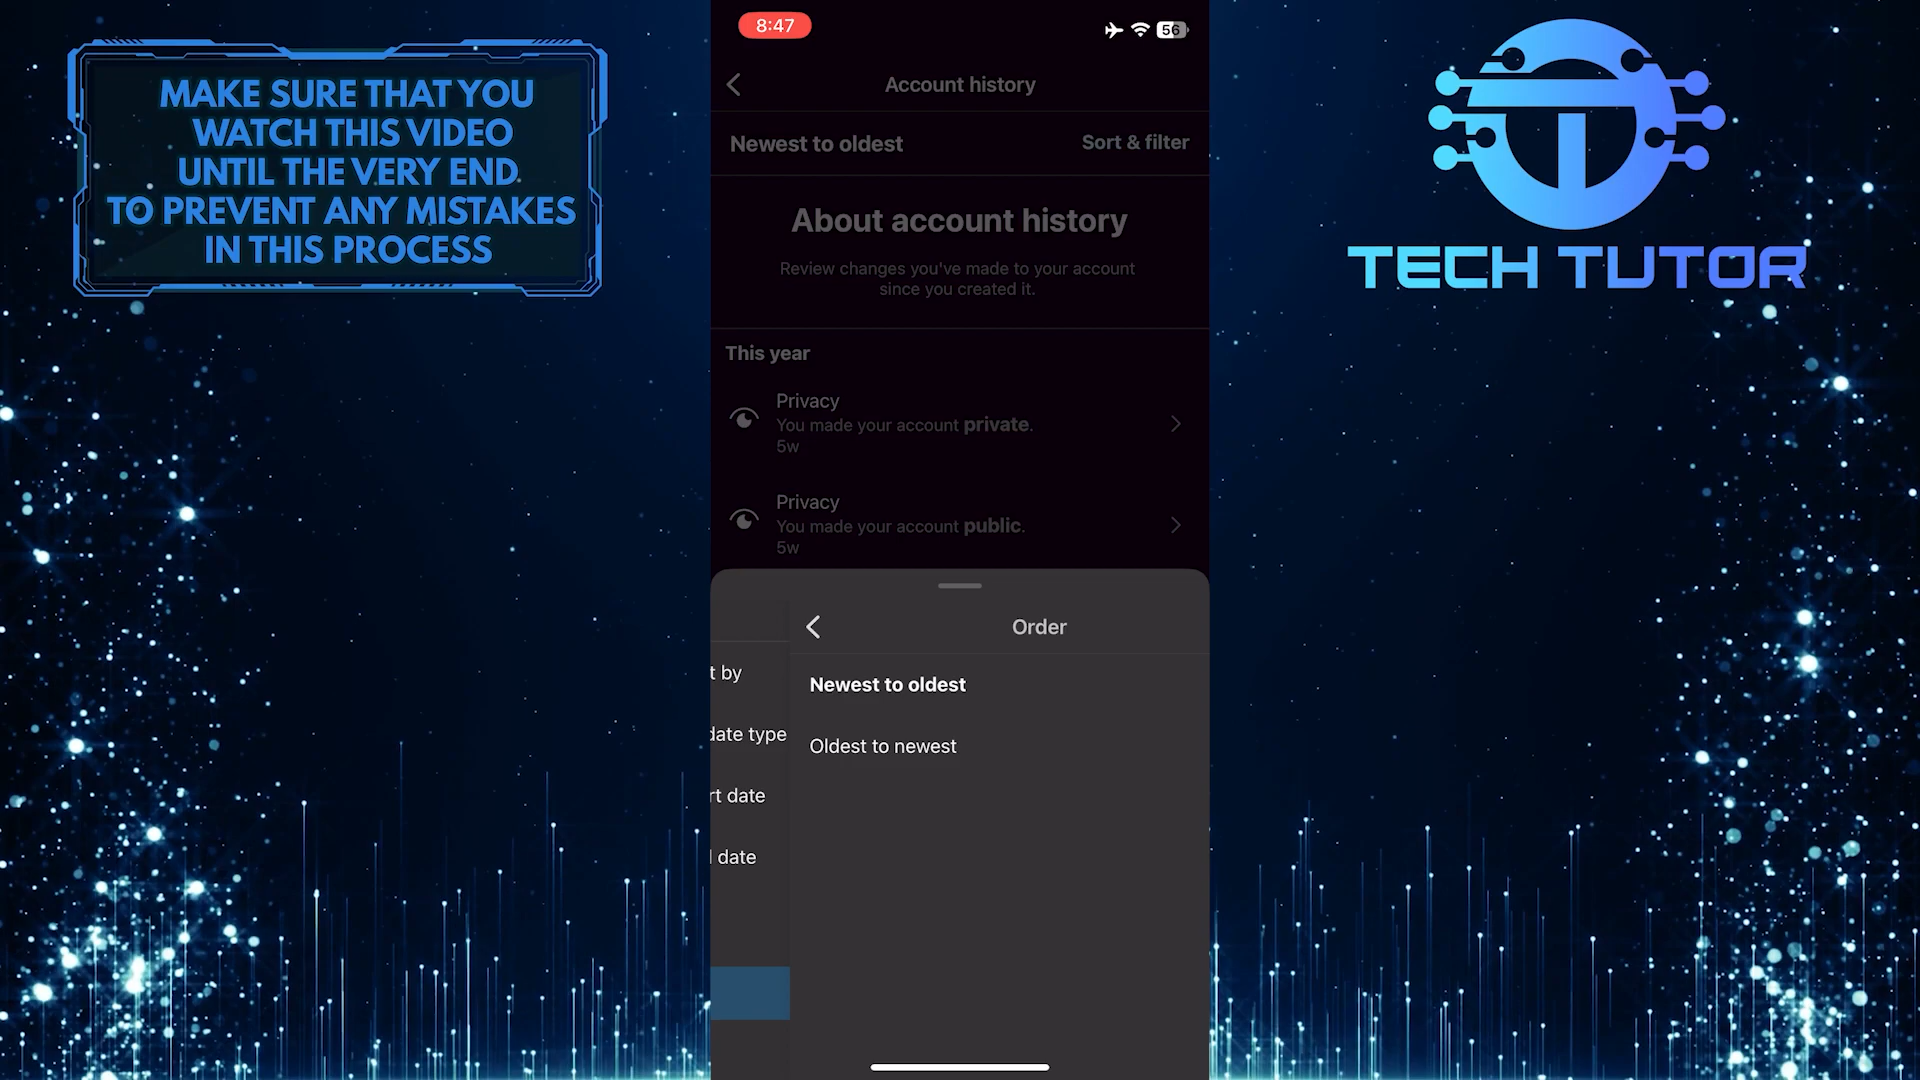 MAKE SURE THAT YOU
WATCH THIS VIDEO
UNTIL THE VERY END
TO PREVENT ANY MISTAKES
IN THIS PROCESS
8:47
56
Account history
Newest to oldest
Sort & filter
About account history
Review changes you've made to your account
since you created it.
This year
Privacy
You made your account private.
5w
Privacy
You made your account public.
5w
Order
t by
Newest to oldest
date type
Oldest to newest
rt date
date
TECH TUTOR